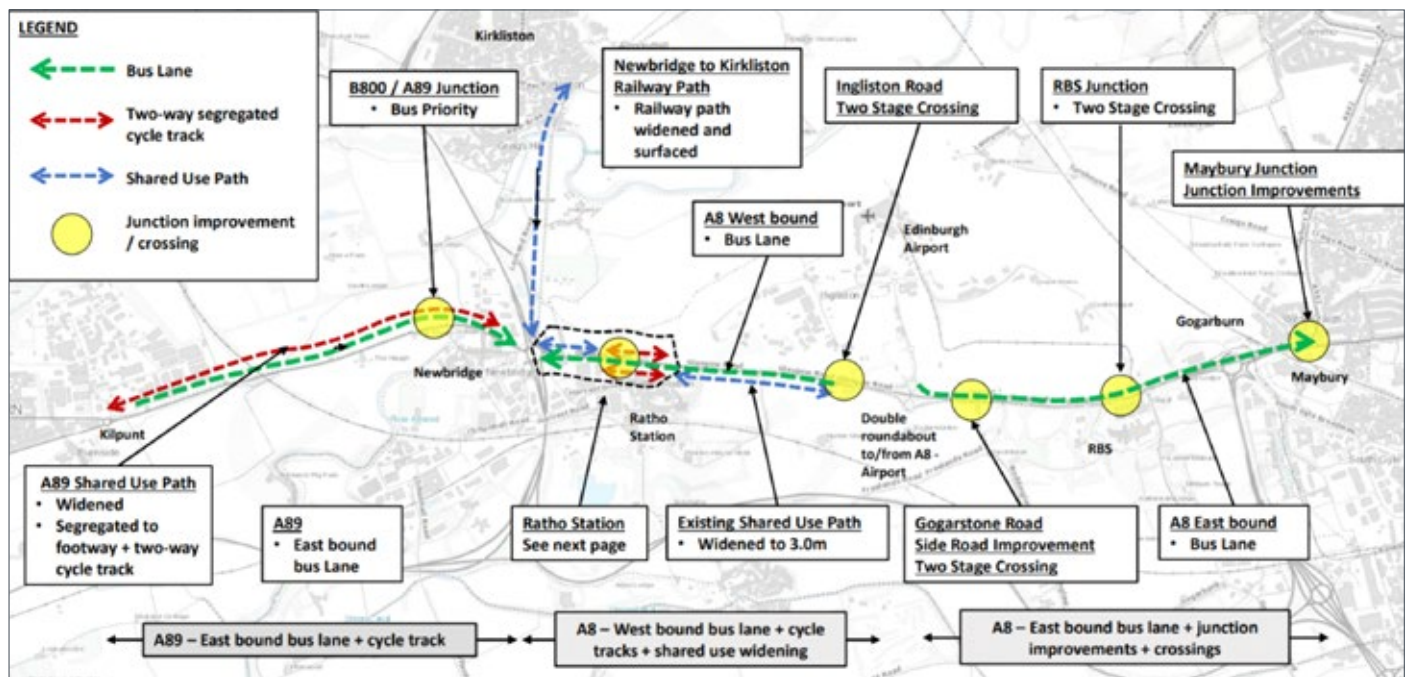 LEGEND
Bus Lane
Two-way segregated
cycle track
Shared Use Path
Junction improvement
/ crossing
Kirkliston
B800 / A89 Junction
• Bus Priority
Newbridge to Kirkliston
Railway Path
• Railway path
widened and
surfaced
Ingliston Road
Two Stage Crossing
RBS Junction
• Two Stage Crossing
Maybury Junction
Junction Improvements
A8 West bound
• Bus Lane
Edinburgh
Airport
Ingliston
Gogarburn
Newbridge
Maybury
Kilpunt
Ratho
Station
Double
roundabout
to/from A8 -
Airport
RBS
A89 Shared Use Path
• Widened
• Segregated to
footway + two-way
cycle track
A89
• East bound
bus Lane
Ratho Station
See next page
Existing Shared Use Path
• Widened to 3.0m
Gogarstone Road
Side Road Improvement
Two Stage Crossing
A8 East bound
• Bus Lane
A89 – East bound bus lane + cycle track
A8 – West bound bus lane + cycle
tracks + shared use widening
A8 – East bound bus lane + junction
improvements + crossings